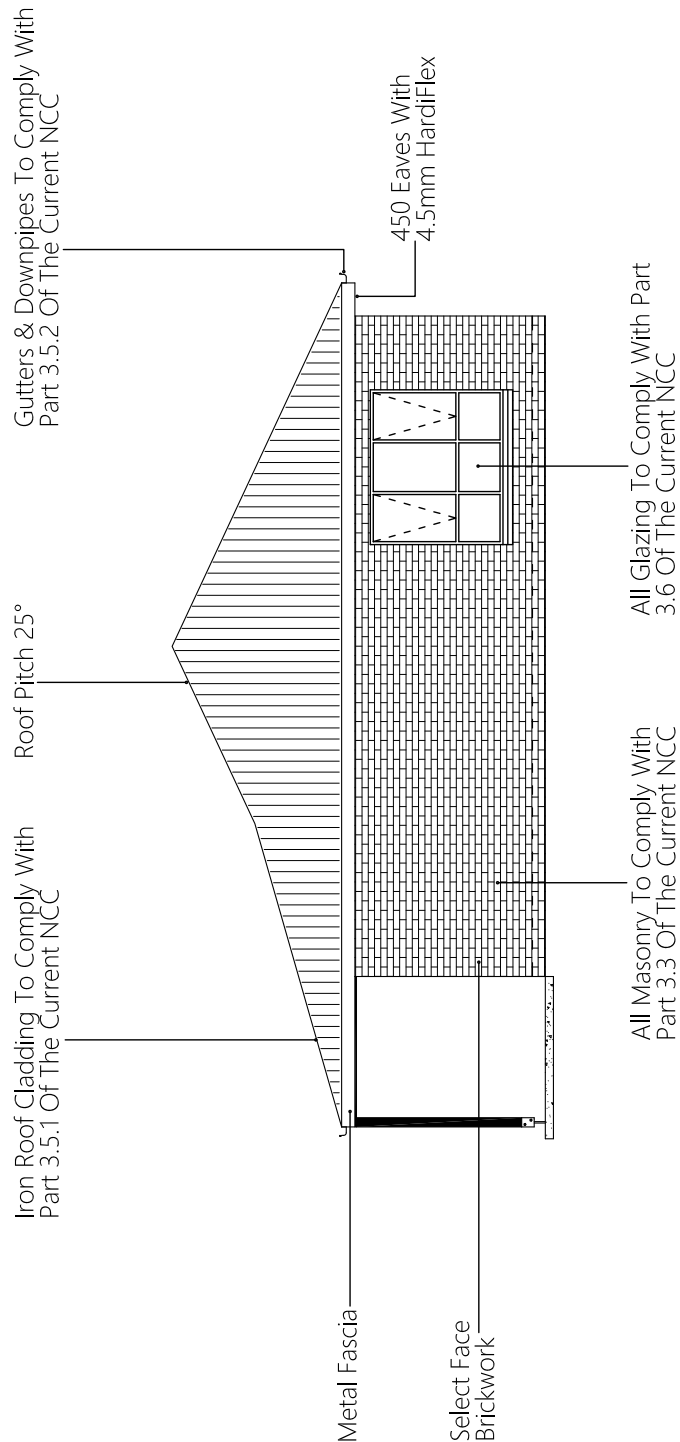 Iron Roof Cladding To Comply With
Part 3.5.1 Of The Current NCC
Roof Pitch 25°
Gutters & Downpipes To Comply With
Part 3.5.2 Of The Current NCC
Metal Fascia
450 Eaves With
4.5mm HardiFlex
Select Face
Brickwork
All Masonry To Comply With
Part 3.3 Of The Current NCC
All Glazing To Comply With Part
3.6 Of The Current NCC